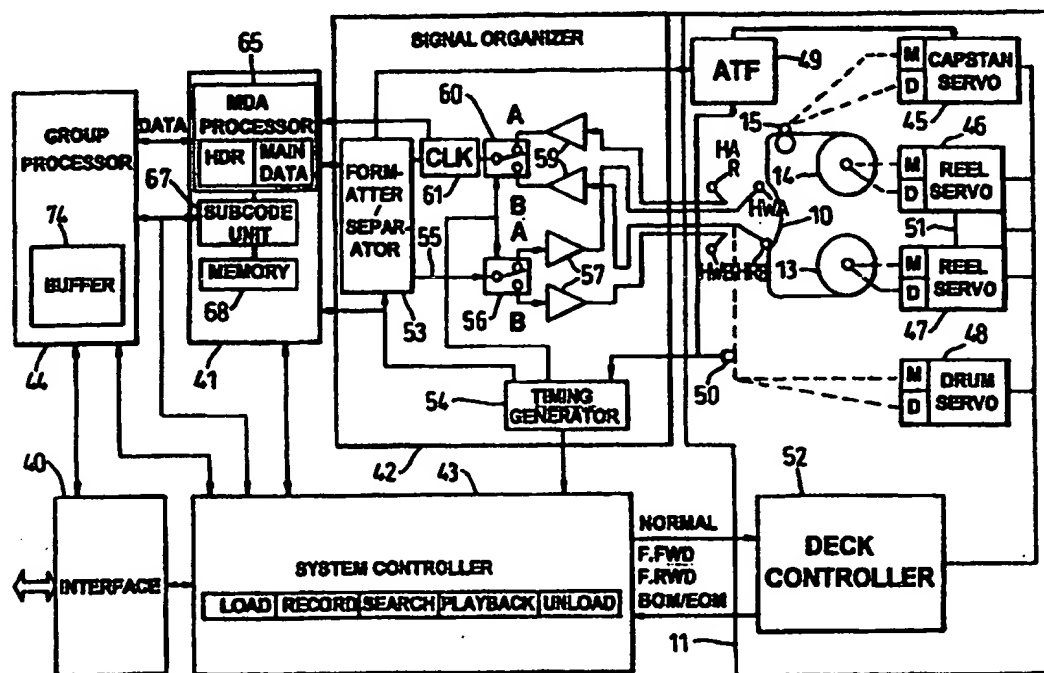 65
SIGNAL ORGANIZER
49
ATF
M
D
CAPSTAN
SERVO
45
MDA
PROCESSOR
HDR
MAIN
DATA
60
A
59
CLK
61
GROUP
PROCESSOR
DATA
67
SUBCODE
UNIT
MEMORY
68
74
BUFFER
44
41
FORM-
ATTER
/
SEPAR
ATOR
55
53
B
A
56
57
B
15
HA
R
HWA
14
10
13
46
M
D
REEL
SERVO
51
M
D
REEL
SERVO
47
48
M
D
DRUM
SERVO
50
54
TIMING
GENERATOR
42
40
INTERFACE
43
SYSTEM CONTROLLER
LOAD
RECORD
SEARCH
PLAYBACK
UNLOAD
NORMAL
F.FWD
F.RWD
BOM/EOM
11
52
DECK
CONTROLLER